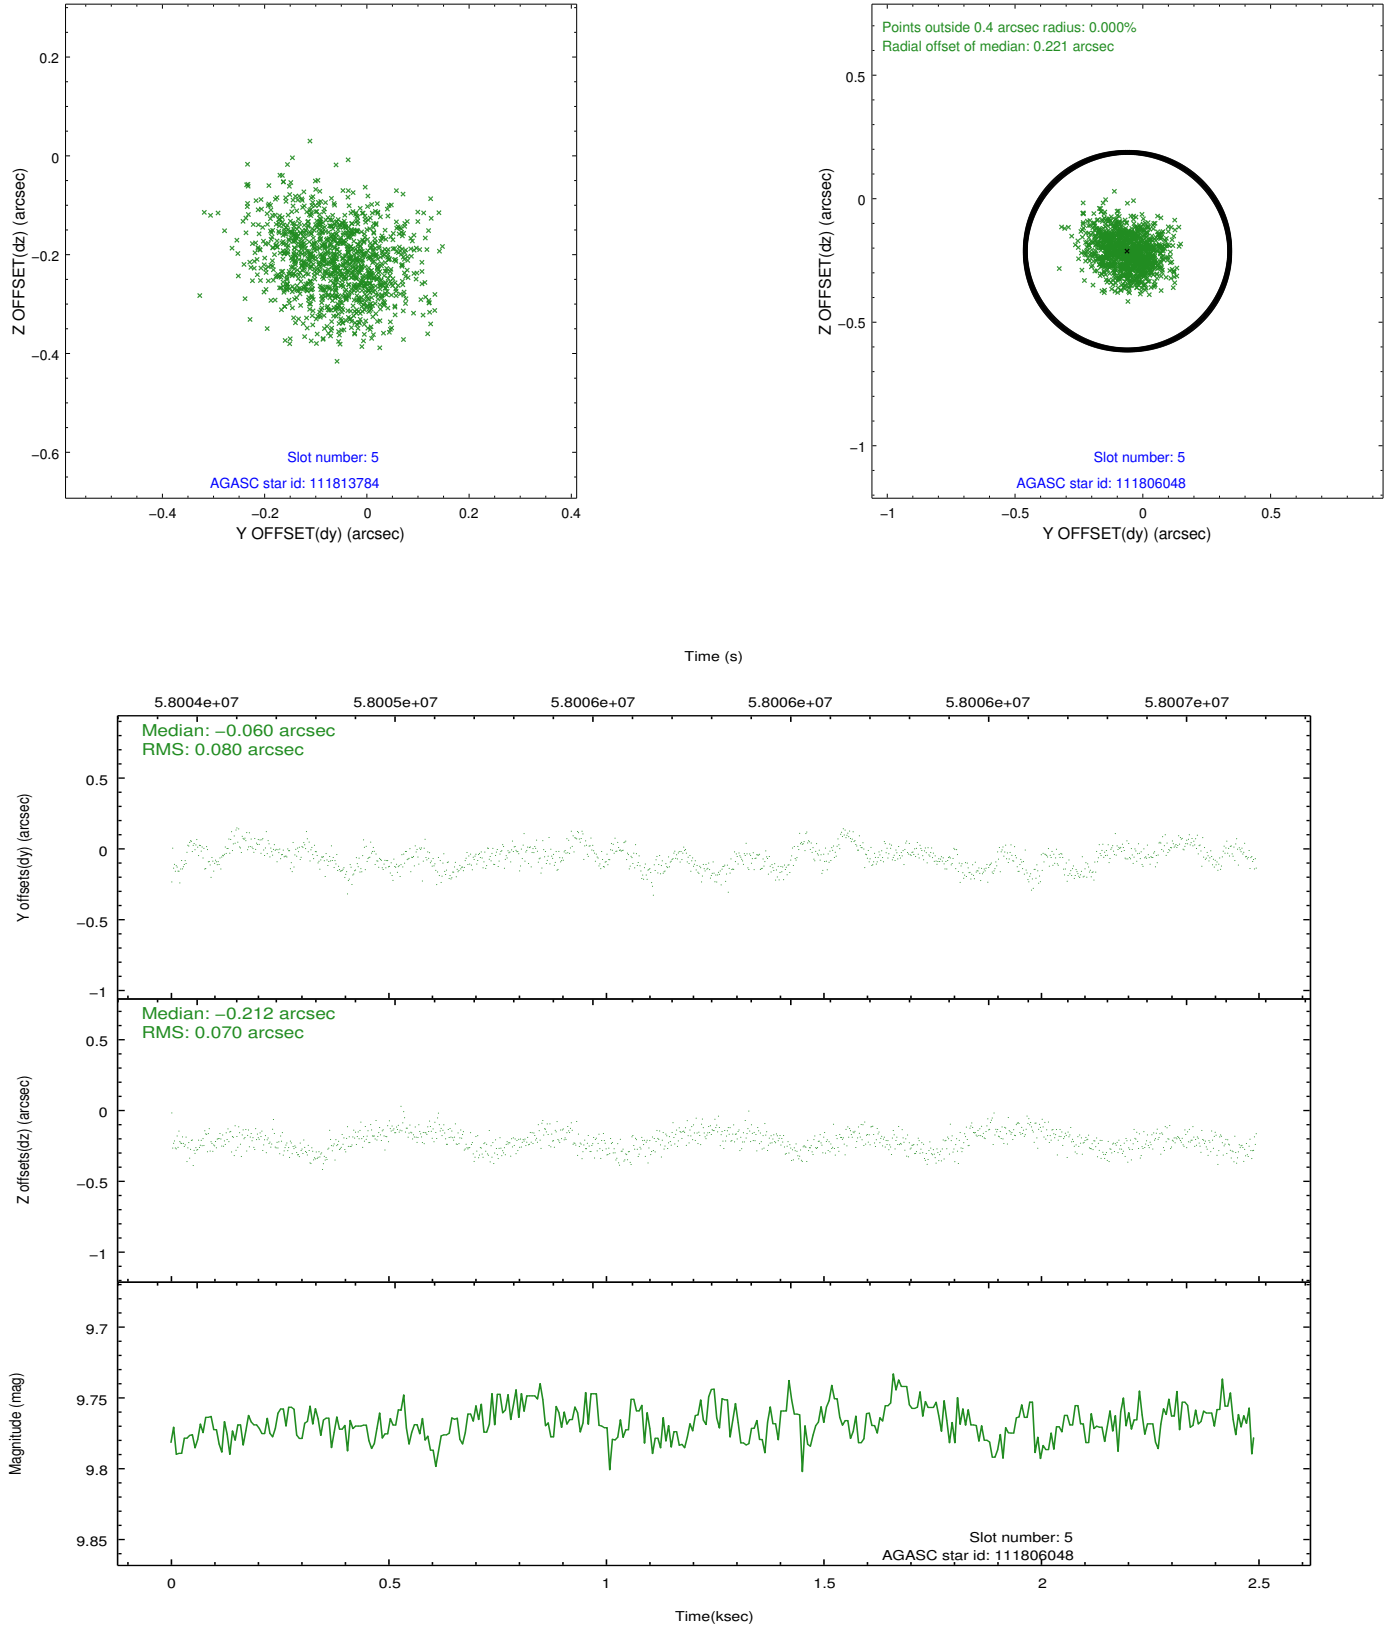 0.2
0
−0.2
−0.4
−0.6
Z OFFSET(dz) (arcsec)
Slot number: 5
AGASC star id: 111813784
−0.4 −0.2 0 0.2 0.4
Y OFFSET(dy) (arcsec)
Points outside 0.4 arcsec radius: 0.000%
Radial offset of median: 0.221 arcsec
0.5
0
−0.5
−1
Z OFFSET(dz) (arcsec)
Slot number: 5
AGASC star id: 111806048
−1 −0.5 0 0.5
Y OFFSET(dy) (arcsec)
Time (s)
5.8004e+07 5.8005e+07 5.8006e+07 5.8006e+07 5.8006e+07 5.8007e+07
Median: −0.060 arcsec
RMS: 0.080 arcsec
0.5
0
−0.5
−1
Y offsets(dy) (arcsec)
Median: −0.212 arcsec
RMS: 0.070 arcsec
0.5
0
−0.5
−1
Z offsets(dz) (arcsec)
9.7
9.75
9.8
9.85
Magnitude (mag)
Slot number: 5
AGASC star id: 111806048
0 0.5 1 1.5 2 2.5
Time(ksec)